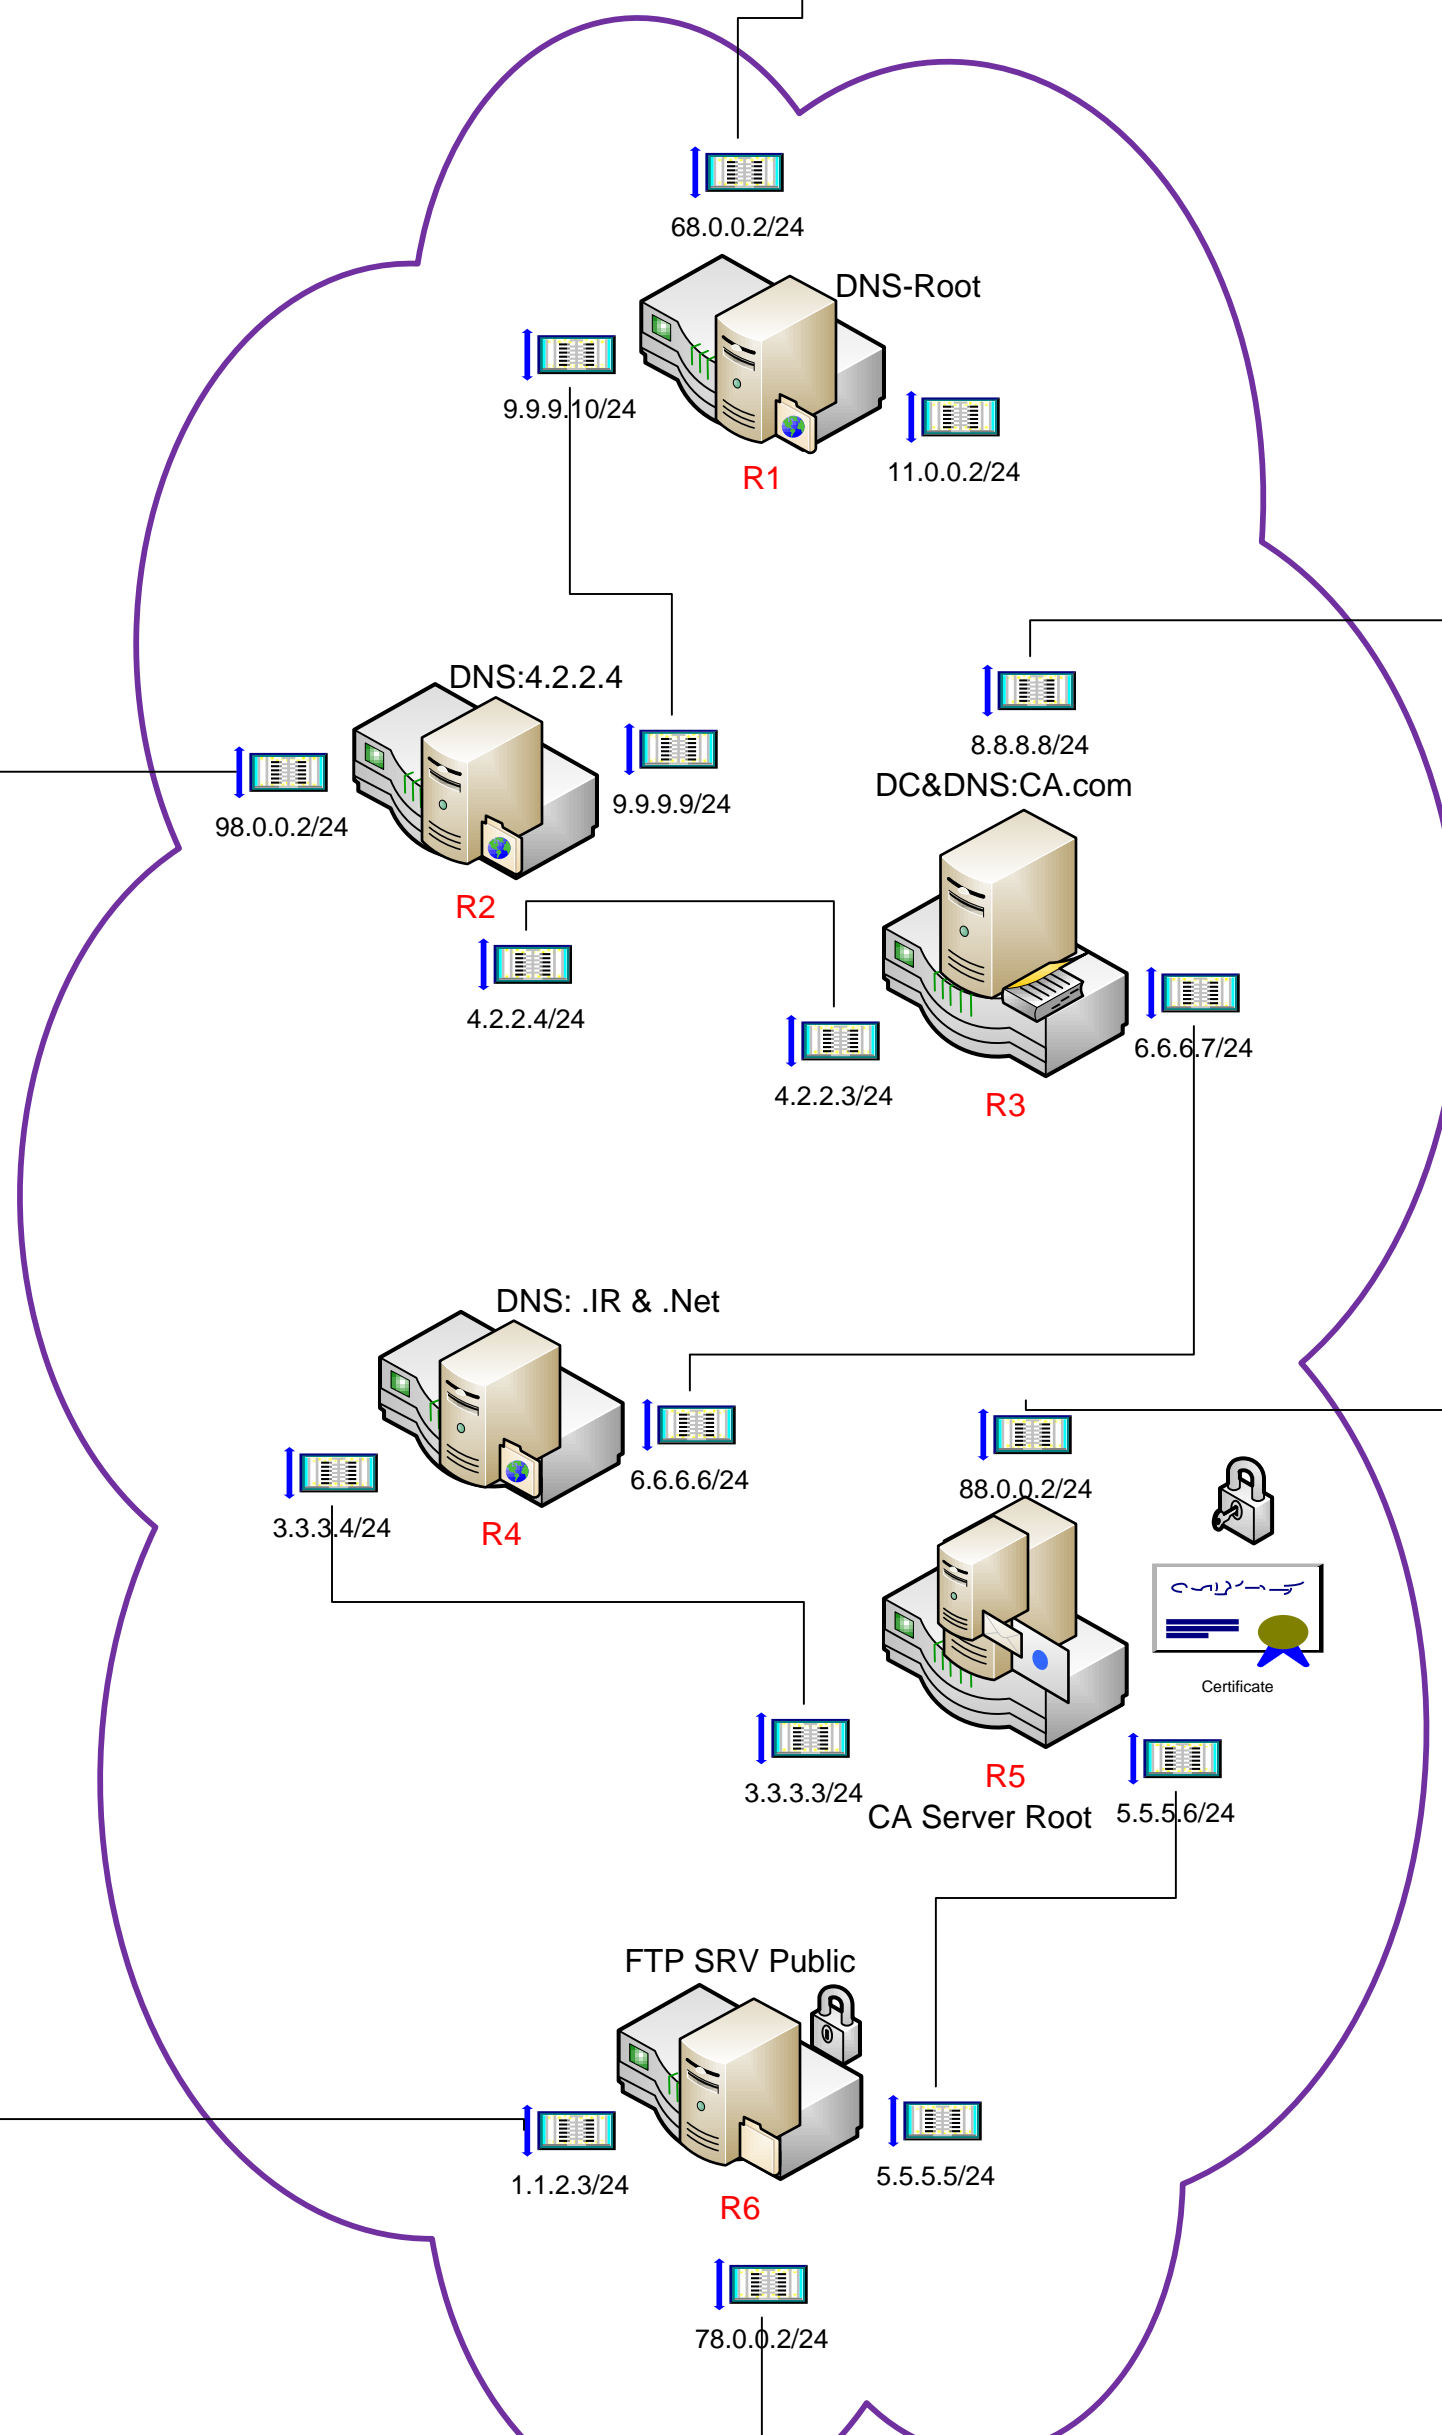 68.0.0.2/24
DNS-Root
9.9.9.10/24
11.0.0.2/24
R1
DNS:4.2.2.4
8.8.8.8/24
DC&DNS:CA.com
98.0.0.2/24
9.9.9.9/24
R2
4.2.2.4/24
6.6.6.7/24
4.2.2.3/24
R3
DNS: .IR & .Net
6.6.6.6/24
88.0.0.2/24
3.3.3.4/24
R4
Certificate
R5
3.3.3.3/24
CA Server Root
5.5.5.6/24
FTP SRV Public
1.1.2.3/24
5.5.5.5/24
R6
78.0.0.2/24